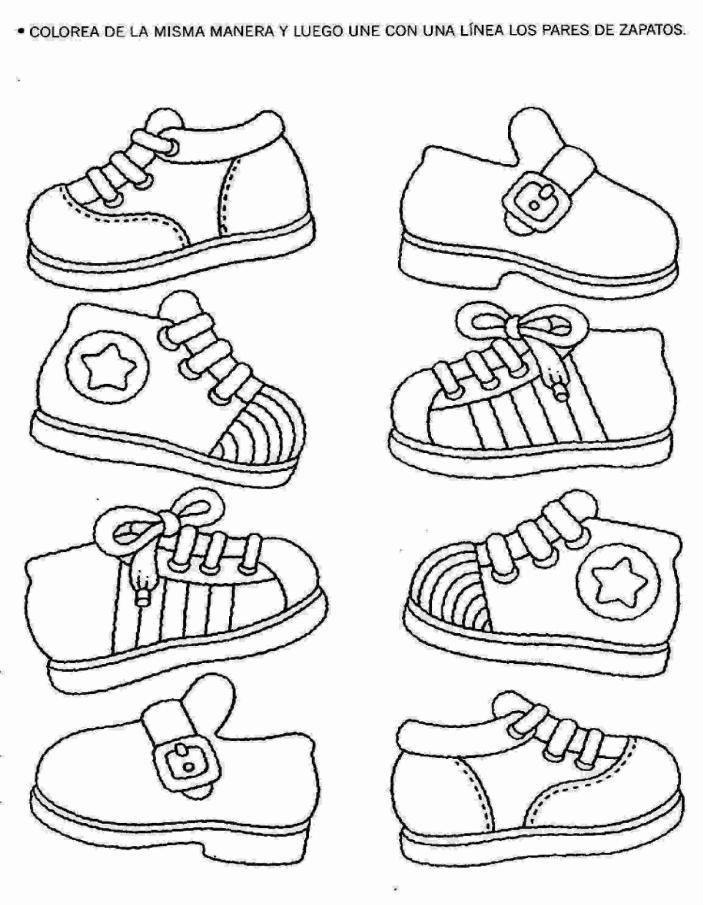 • COLOREA DE LA MISMA MANERA Y LUEGO UNE CON UNA LÍNEA LOS PARES DE ZAPATOS.